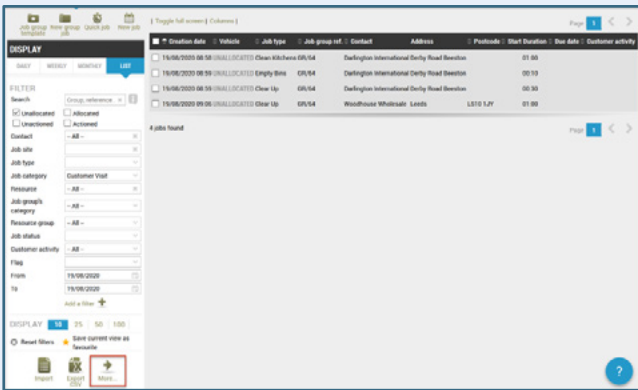 Job group template
New group job
Quick job
New job
| Toggle full screen | Columns |
Page 1
DISPLAY
DAILY WEEKLY MONTHLY LIST
FILTER
Search Group, reference
Unallocated Allocated
Unactioned Actioned
Contact -- All --
Job site
Job type
Job category Customer Visit
Resource -- All --
Job group's category -- All --
Resource group -- All --
Job status
Customer activity -- All --
Flag
From 19/08/2020
To 19/08/2020
Add a filter
DISPLAY 10 25 50 100
Reset filters Save current view as favourite
Import Export CSV More...
Creation date Vehicle Job type Job group ref. Contact Address Postcode Start Duration Due date Customer activity
19/08/2020 08:58 UNALLOCATED Clean Kitchens GR/64 Darlington International Derby Road Beeston 01:00
19/08/2020 08:59 UNALLOCATED Empty Bins GR/64 Darlington International Derby Road Beeston 00:10
19/08/2020 08:59 UNALLOCATED Clear Up GR/64 Darlington International Derby Road Beeston 00:30
19/08/2020 09:06 UNALLOCATED Clear Up GR/64 Woodhouse Wholesale Leeds LS10 1JY 01:00
4 jobs found
Page 1
?